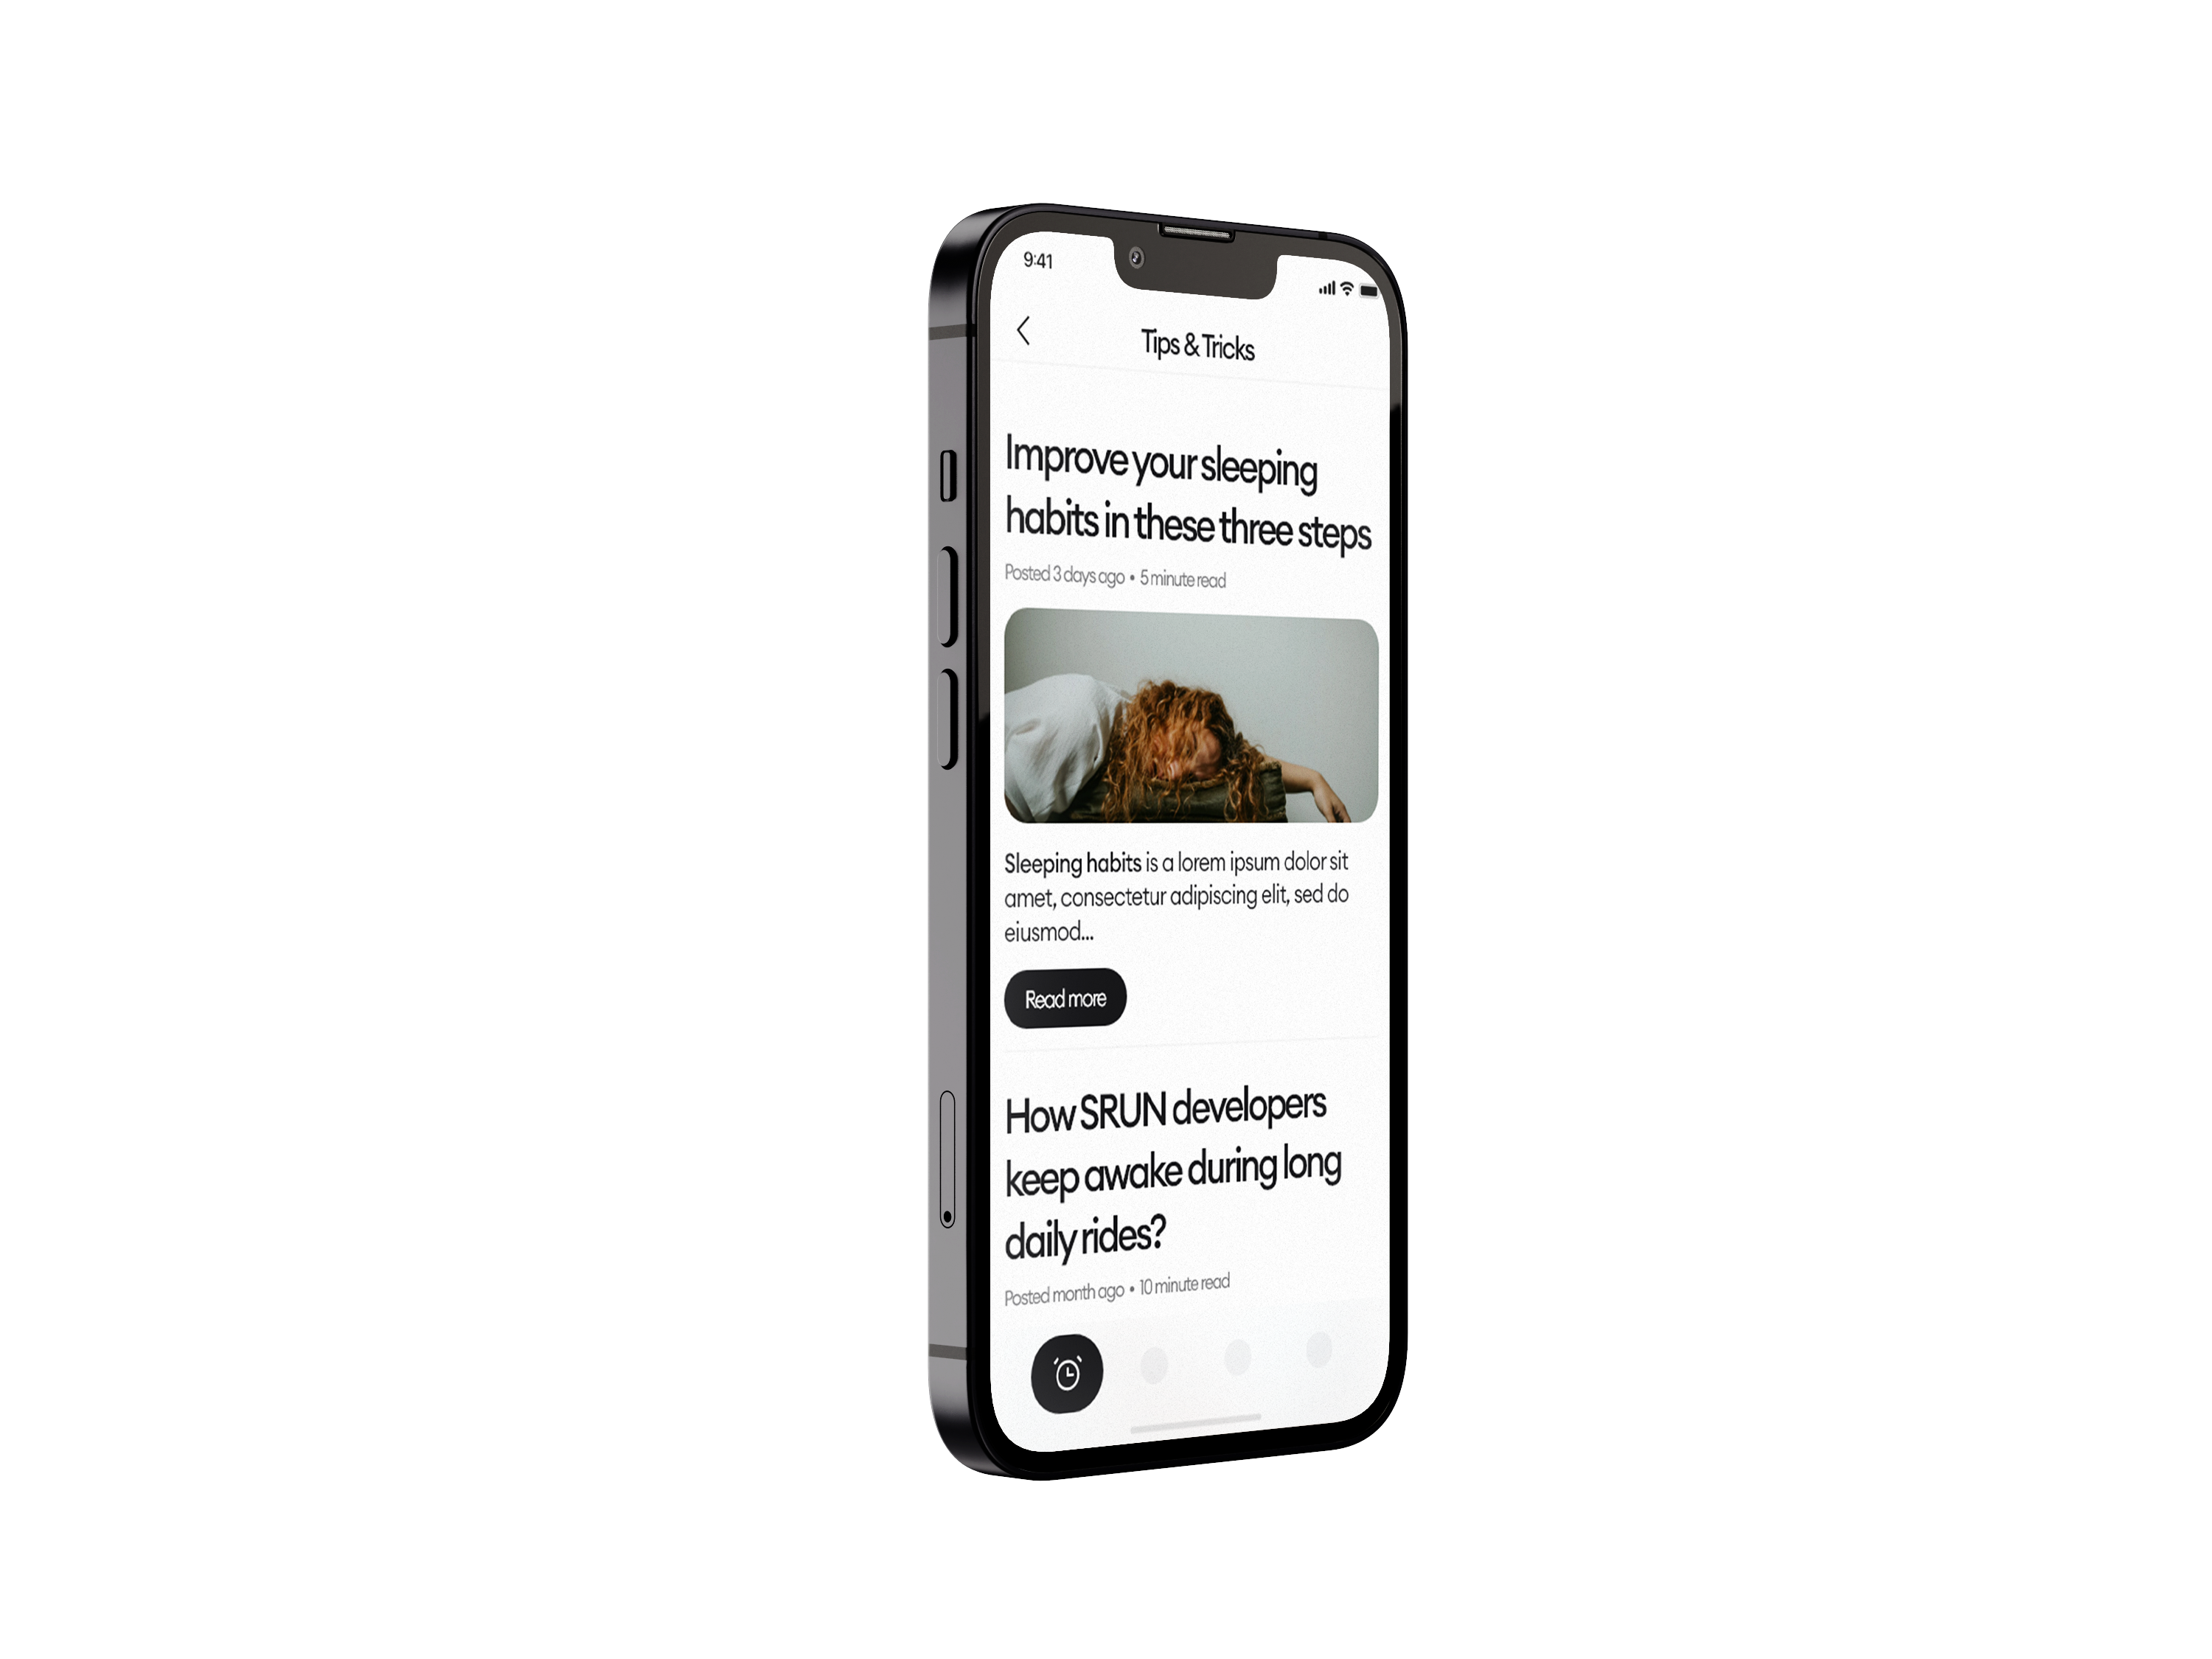 9:41
Tips & Tricks
Improve your sleeping
habits in these three steps
Posted 3 days ago • 5 minute read
Sleeping habits is a lorem ipsum dolor sit
amet, consectetur adipiscing elit, sed do
eiusmod...
Read more
How SRUN developers
keep awake during long
daily rides?
Posted month ago • 10 minute read